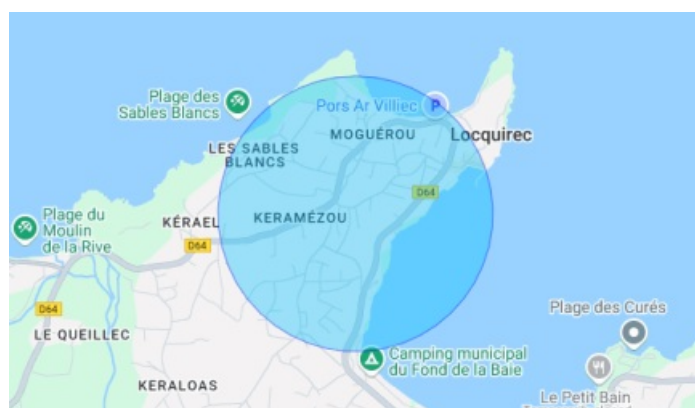 Plage des
Sables Blancs
Pors Ar Villiec
P
MOGUÉROU
Locquirec
LES SABLES
BLANCS
D64
Plage du
Moulin
de la Rive
KÉRAEL
KERAMÉZOU
D64
D64
LE QUEILLEC
Plage des Curés
Camping municipal
du Fond de la Baie
KERALOAS
Le Petit Bain